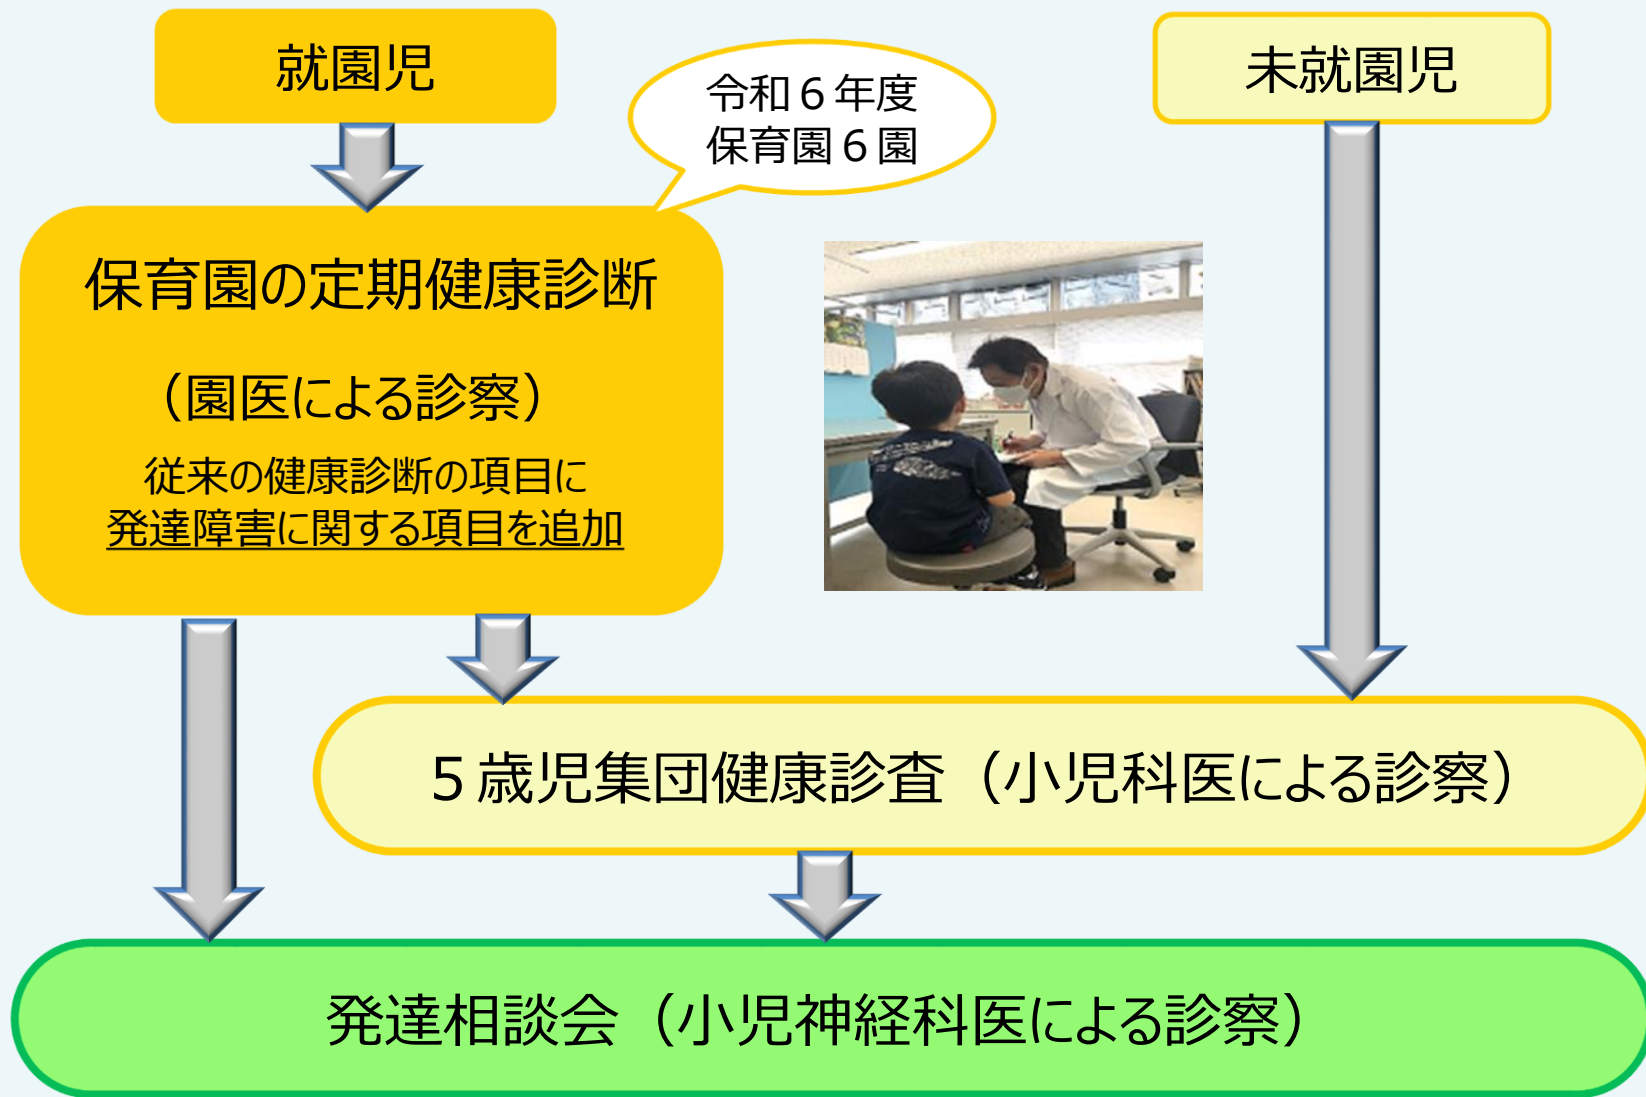 就園児
令和６年度
保育園６園
未就園児
保育園の定期健康診断
（園医による診察）
従来の健康診断の項目に
発達障害に関する項目を追加
５歳児集団健康診査（小児科医による診察）
発達相談会（小児神経科医による診察）